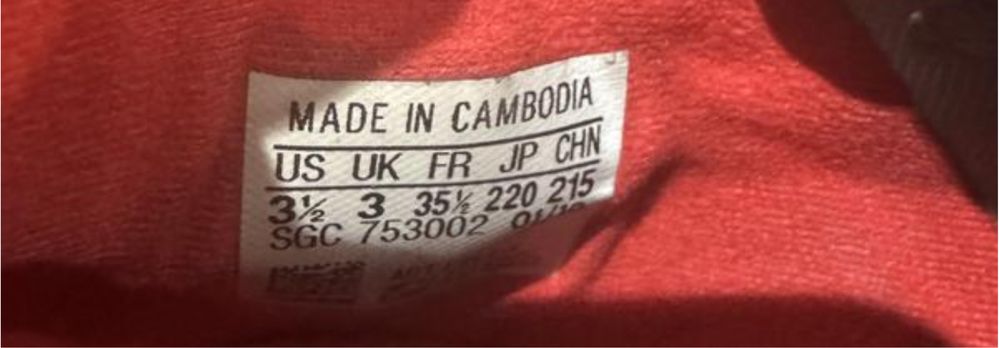 MADE IN CAMBODIA
US UK FR JP CHN
3½ 3 35½ 220 215
SGC 753002